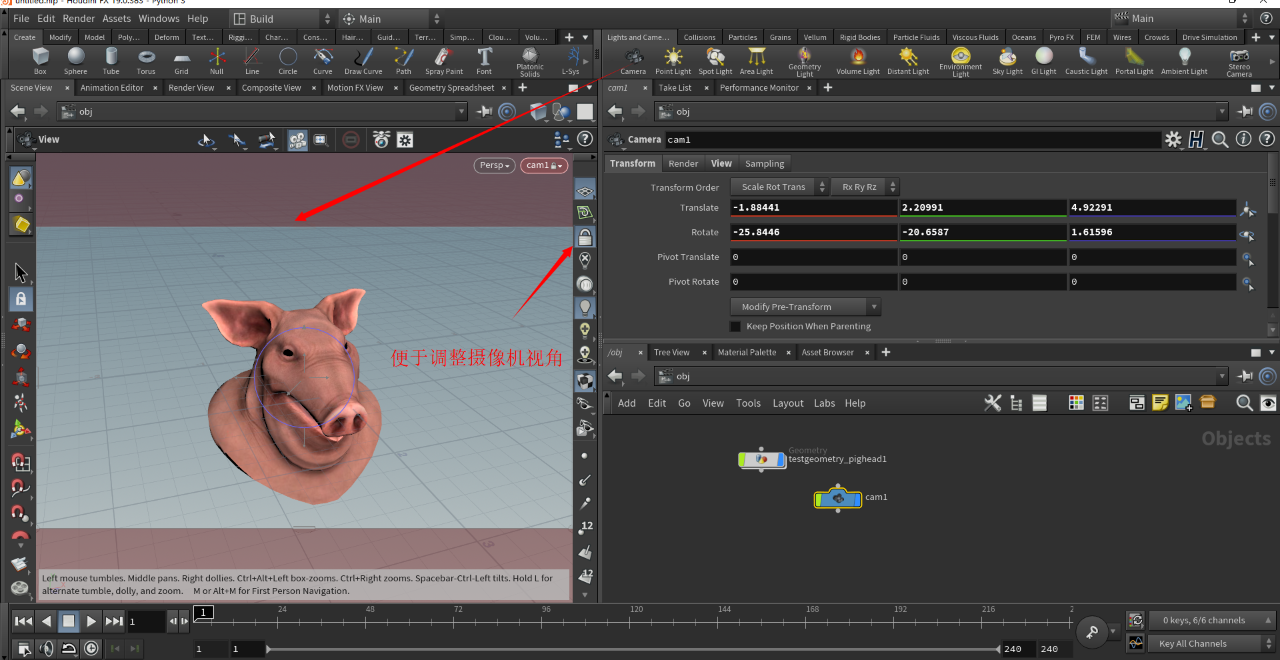 untitled.hip - Houdini FX 19.0.383 - Python 3
File Edit Render Assets Windows Help Build Main Main
Create Modify Model Poly... Deform Text... Riggi... Char... Cons... Hair... Guid... Terr... Simp... Clou... Volu...
Lights and Came... Collisions Particles Grains Vellum Rigid Bodies Particle Fluids Viscous Fluids Oceans Pyro FX FEM Wires Crowds Drive Simulation
Box Sphere Tube Torus Grid Null Line Circle Curve Draw Curve Path Spray Paint Font Platonic Solids L-Sys
Camera Point Light Spot Light Area Light Geometry Light Volume Light Distant Light Environment Light Sky Light GI Light Caustic Light Portal Light Ambient Light Stereo Camera
Scene View Animation Editor Render View Composite View Motion FX View Geometry Spreadsheet
cam1 Take List Performance Monitor
obj
obj
View
Camera cam1
Persp cam1
Transform Render View Sampling
Transform Order Scale Rot Trans Rx Ry Rz
Translate -1.88441 2.20991 4.92291
Rotate -25.8446 -20.6587 1.61596
Pivot Translate 0 0 0
Pivot Rotate 0 0 0
Modify Pre-Transform
Keep Position When Parenting
便于调整摄像机视角
/obj Tree View Material Palette Asset Browser
obj
Add Edit Go View Tools Layout Labs Help
Objects
Geometry
testgeometry_pighead1
cam1
12
12
Left mouse tumbles. Middle pans. Right dollies. Ctrl+Alt+Left box-zooms. Ctrl+Right zooms. Spacebar-Ctrl-Left tilts. Hold L for
alternate tumble, dolly, and zoom. M or Alt+M for First Person Navigation.
1 1 24 48 72 96 120 144 168 192 216 2
0 keys, 6/6 channels
1 1 240 240
Key All Channels